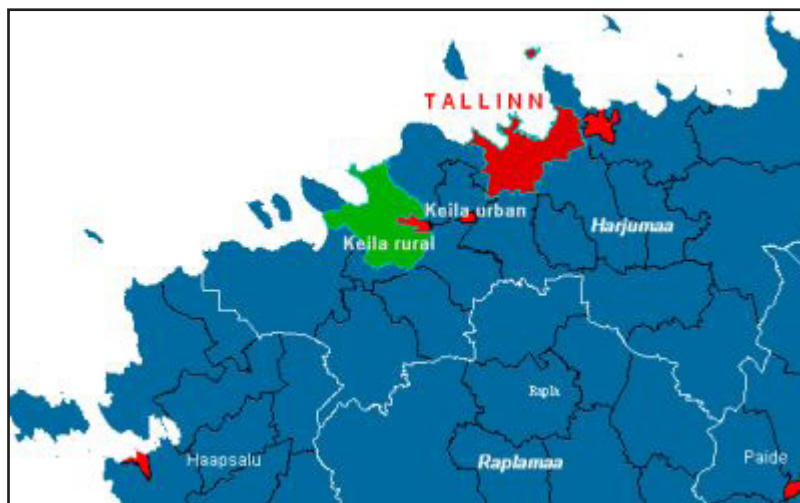 TALLINN
Keila urban
Harjumaa
Keila rural
Rapla
Haapsalu
Raplamaa
Paide